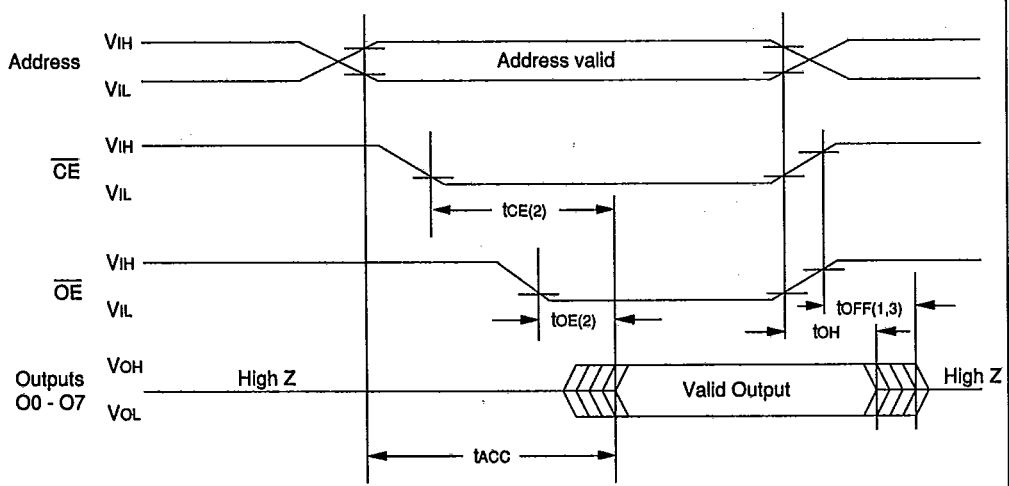 Address
VIH
VIL
Address valid
CE
VIH
VIL
tCE(2)
OE
VIH
VIL
tOE(2)
tOFF(1,3)
tOH
Outputs
O0 - O7
VOH
VOL
High Z
Valid Output
High Z
tACC